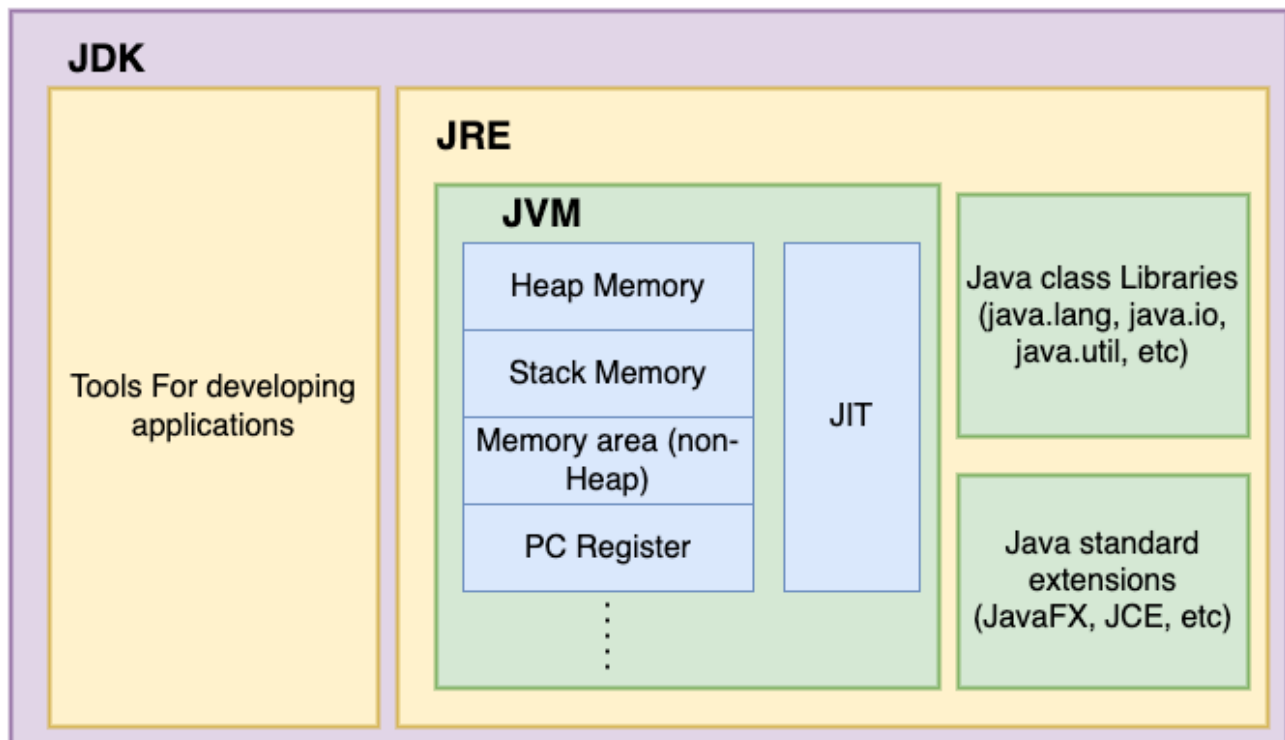 JDK
Tools For developing
applications
JRE
JVM
Heap Memory
Stack Memory
Memory area (non-
Heap)
PC Register
JIT
Java class Libraries
(java.lang, java.io,
java.util, etc)
Java standard
extensions
(JavaFX, JCE, etc)